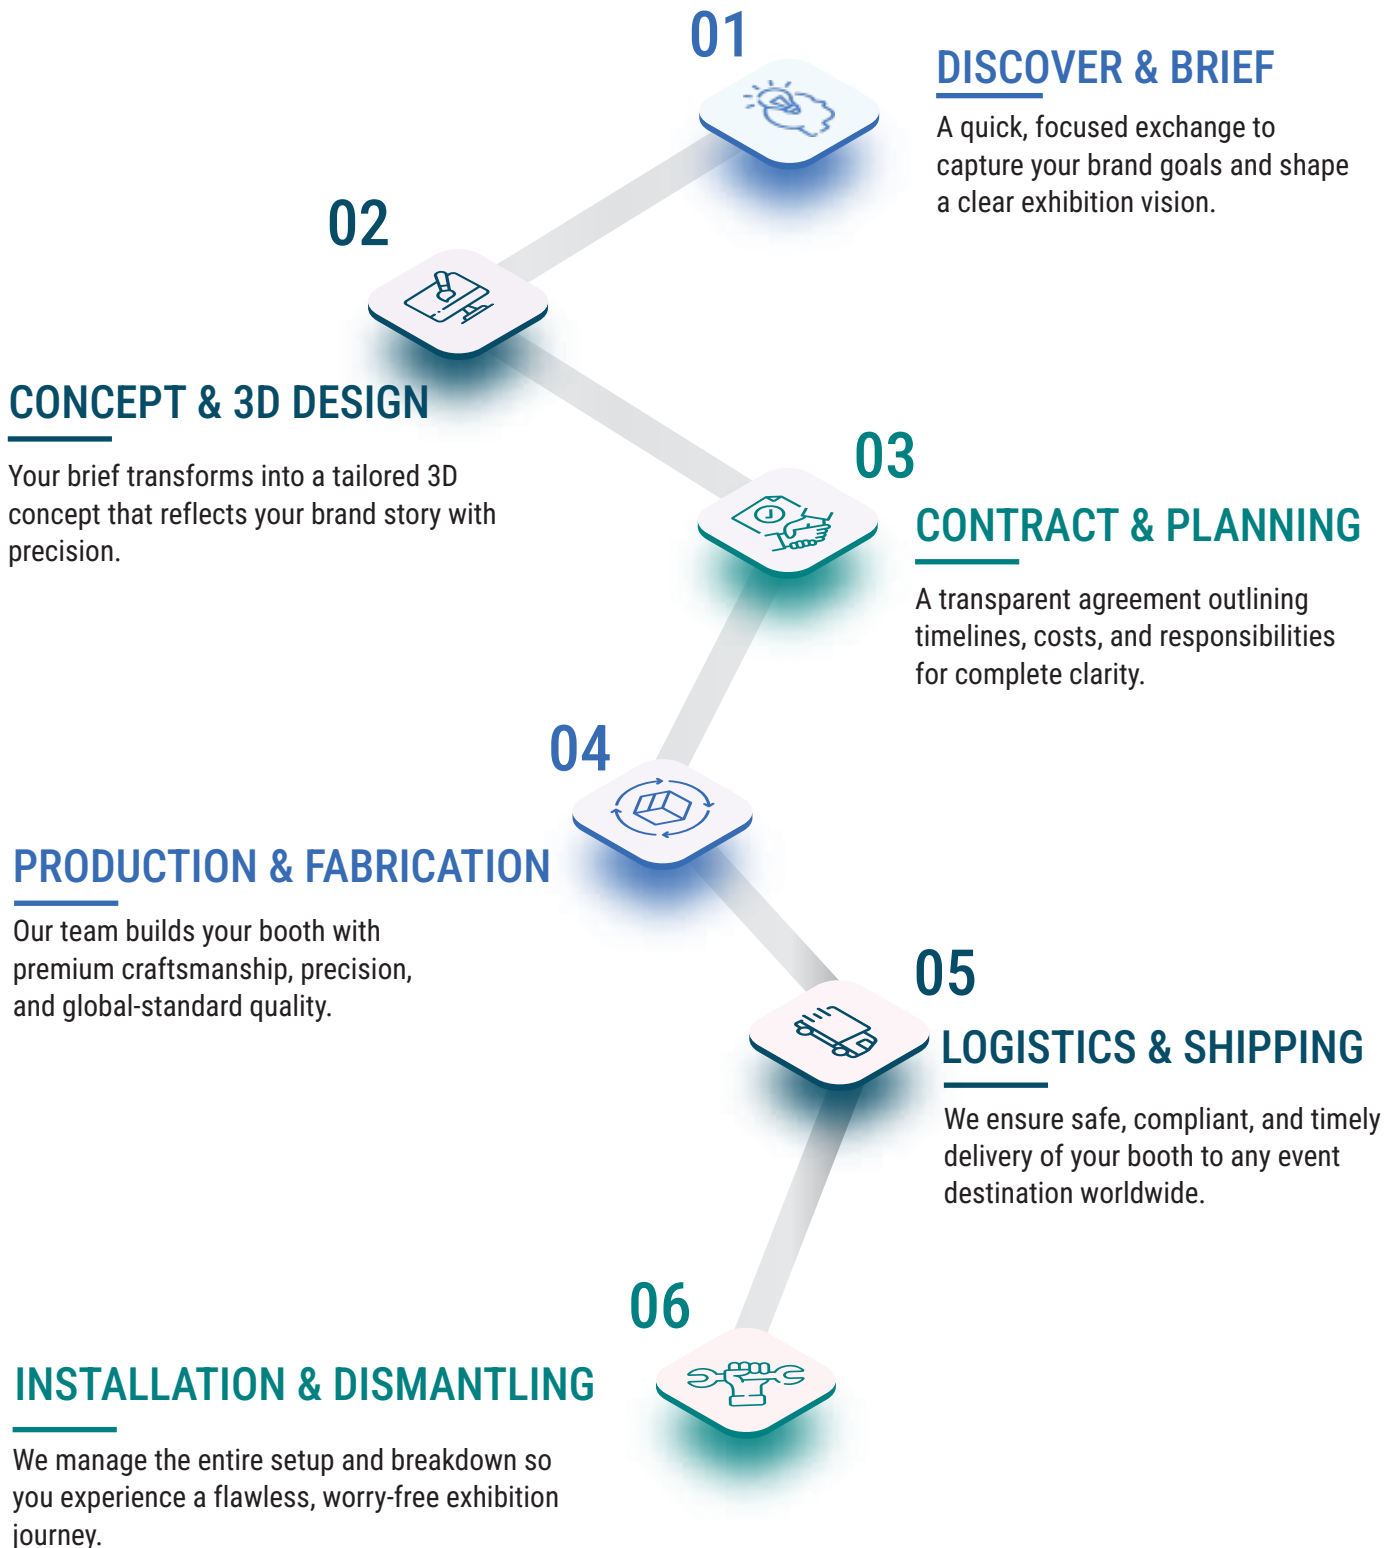 01
DISCOVER & BRIEF
A quick, focused exchange to
capture your brand goals and shape
a clear exhibition vision.
02
CONCEPT & 3D DESIGN
Your brief transforms into a tailored 3D
concept that reflects your brand story with
precision.
03
CONTRACT & PLANNING
A transparent agreement outlining
timelines, costs, and responsibilities
for complete clarity.
04
PRODUCTION & FABRICATION
Our team builds your booth with
premium craftsmanship, precision,
and global-standard quality.
05
LOGISTICS & SHIPPING
We ensure safe, compliant, and timely
delivery of your booth to any event
destination worldwide.
06
INSTALLATION & DISMANTLING
We manage the entire setup and breakdown so
you experience a flawless, worry-free exhibition
journey.